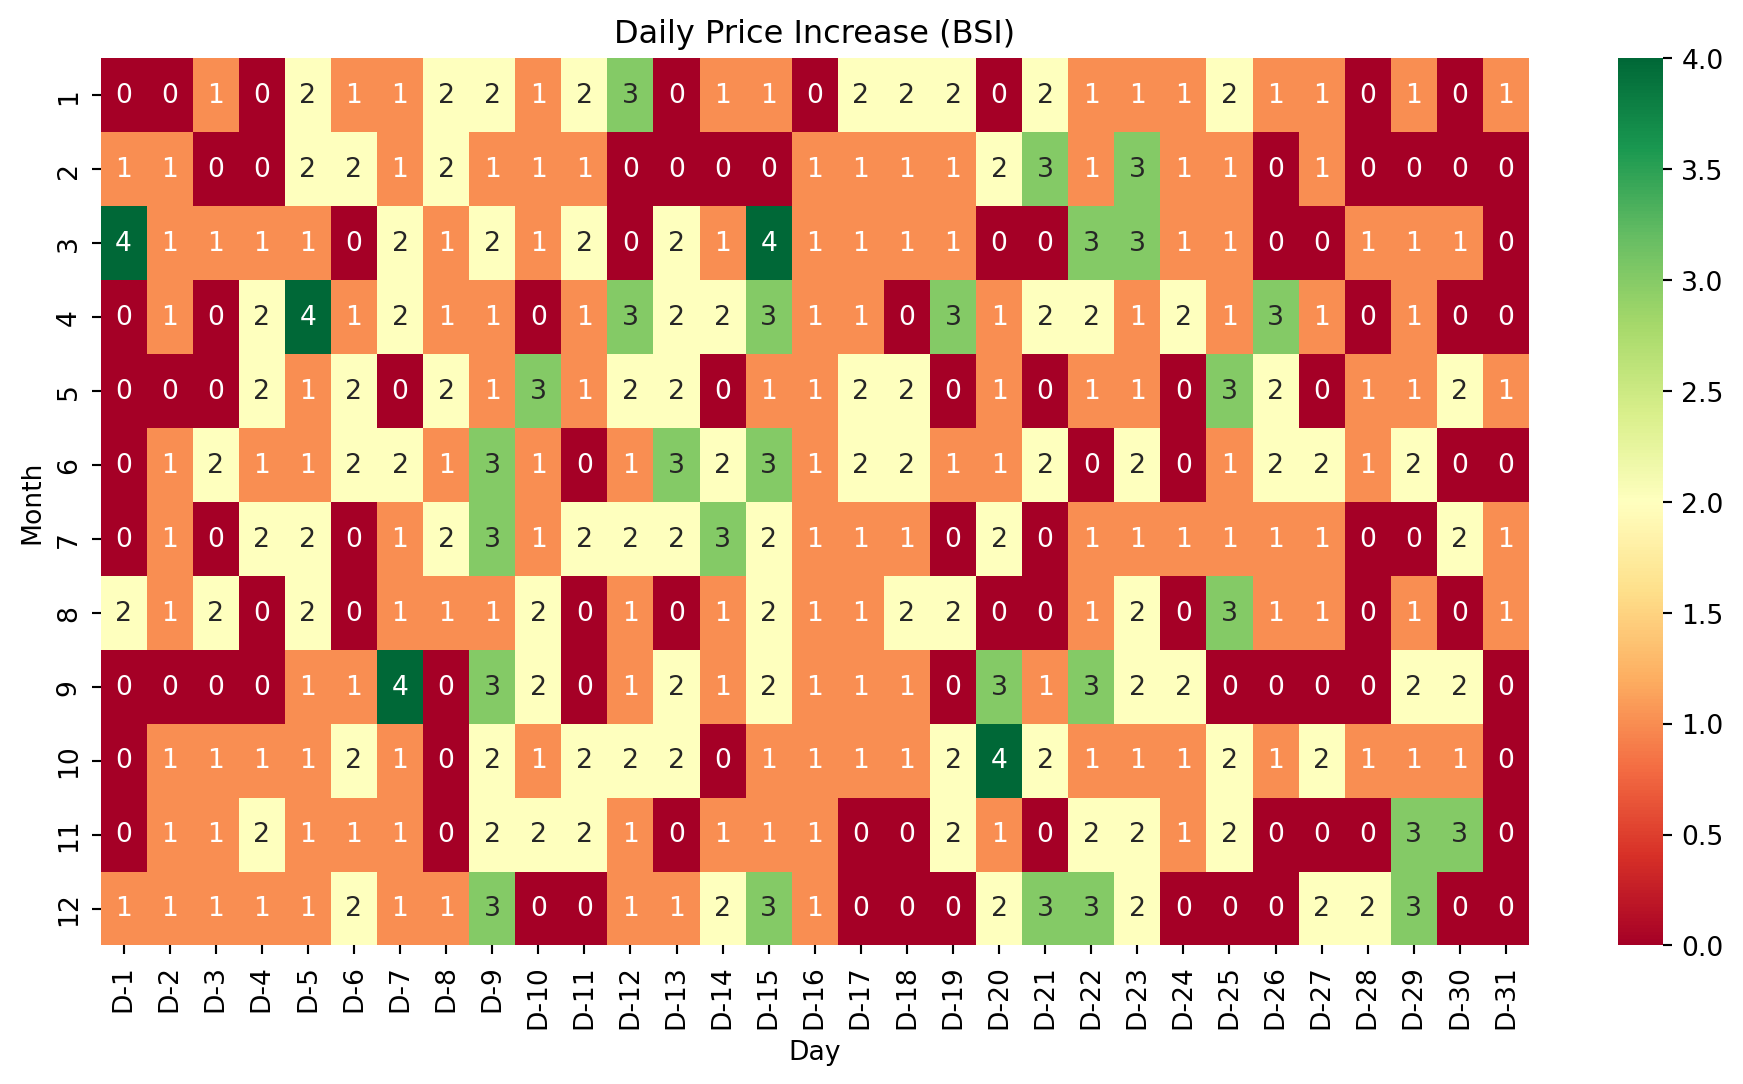 Daily Price Increase (BSI)
1 0 0 1 0 2 1 1 2 2 1 2 3 0 1 1 0 2 2 2 0 2 1 1 1 2 1 1 0 1 0 1
2 1 1 0 0 2 2 1 2 1 1 1 0 0 0 0 1 1 1 1 2 3 1 3 1 1 0 1 0 0 0 0
3 4 1 1 1 1 0 2 1 2 1 2 0 2 1 4 1 1 1 1 0 0 3 3 1 1 0 0 1 1 1 0
4 0 1 0 2 4 1 2 1 1 0 1 3 2 2 3 1 1 0 3 1 2 2 1 2 1 3 1 0 1 0 0
5 0 0 0 2 1 2 0 2 1 3 1 2 2 0 1 1 2 2 0 1 0 1 1 0 3 2 0 1 1 2 1
6 0 1 2 1 1 2 2 1 3 1 0 1 3 2 3 1 2 2 1 1 2 0 2 0 1 2 2 1 2 0 0
7 0 1 0 2 2 0 1 2 3 1 2 2 2 3 2 1 1 1 0 2 0 1 1 1 1 1 1 0 0 2 1
8 2 1 2 0 2 0 1 1 1 2 0 1 0 1 2 1 1 2 2 0 0 1 2 0 3 1 1 0 1 0 1
9 0 0 0 0 1 1 4 0 3 2 0 1 2 1 2 1 1 1 0 3 1 3 2 2 0 0 0 0 2 2 0
10 0 1 1 1 1 2 1 0 2 1 2 2 2 0 1 1 1 1 2 4 2 1 1 1 2 1 2 1 1 1 0
11 0 1 1 2 1 1 1 0 2 2 2 1 0 1 1 1 0 0 2 1 0 2 2 1 2 0 0 0 3 3 0
12 1 1 1 1 1 2 1 1 3 0 0 1 1 2 3 1 0 0 0 2 3 3 2 0 0 0 2 2 3 0 0
Month
D-1 D-2 D-3 D-4 D-5 D-6 D-7 D-8 D-9 D-10 D-11 D-12 D-13 D-14 D-15 D-16 D-17 D-18 D-19 D-20 D-21 D-22 D-23 D-24 D-25 D-26 D-27 D-28 D-29 D-30 D-31
Day
4.0
3.5
3.0
2.5
2.0
1.5
1.0
0.5
0.0